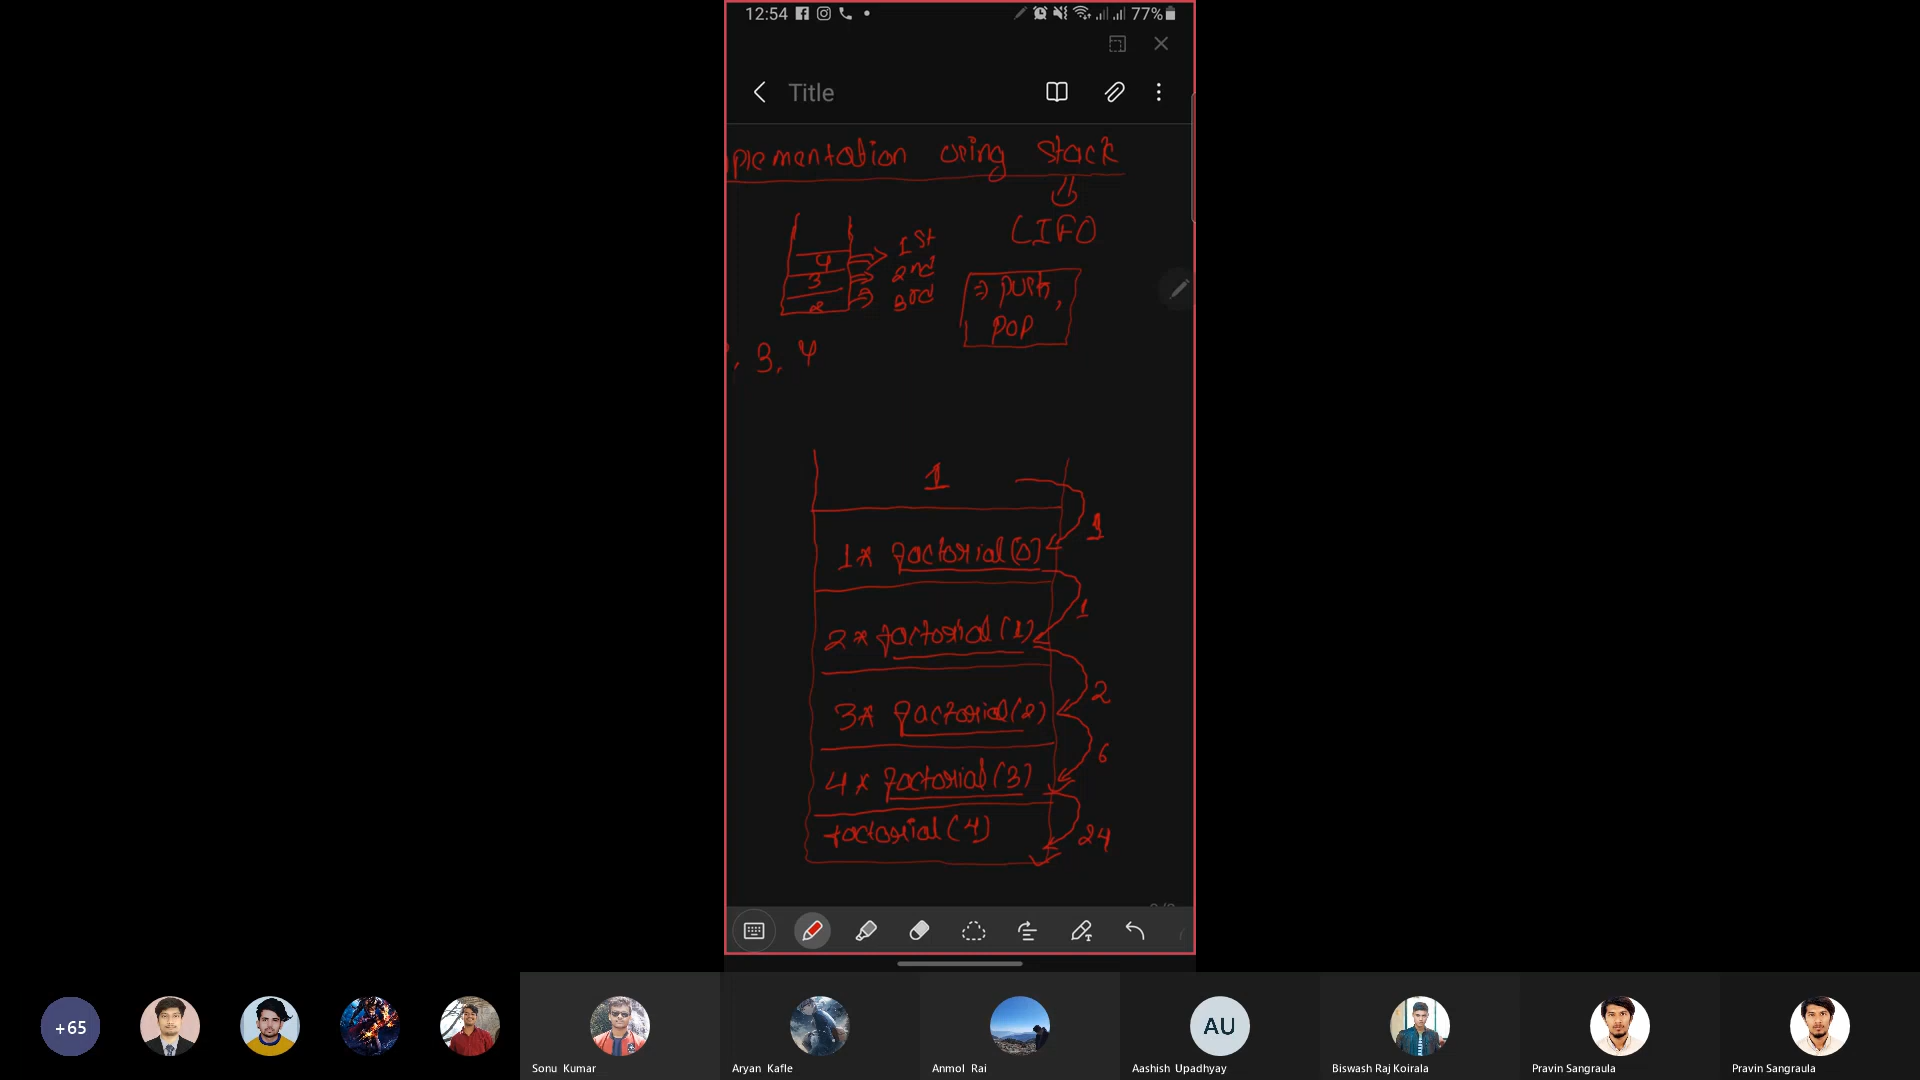 12:54 77%
Title
plementation using stack
LIFO
1st
4 2nd
3 3rd
2
⇒ push,
pop
, 3, 4
1
1
1* factorial(0)
1
2* factorial(1)
2
3* factorial(2)
6
4* factorial(3)
factorial(4) 24
+65
AU
Sonu Kumar
Aryan Kafle
Anmol Rai
Aashish Upadhyay
Biswash Raj Koirala
Pravin Sangraula
Pravin Sangraula